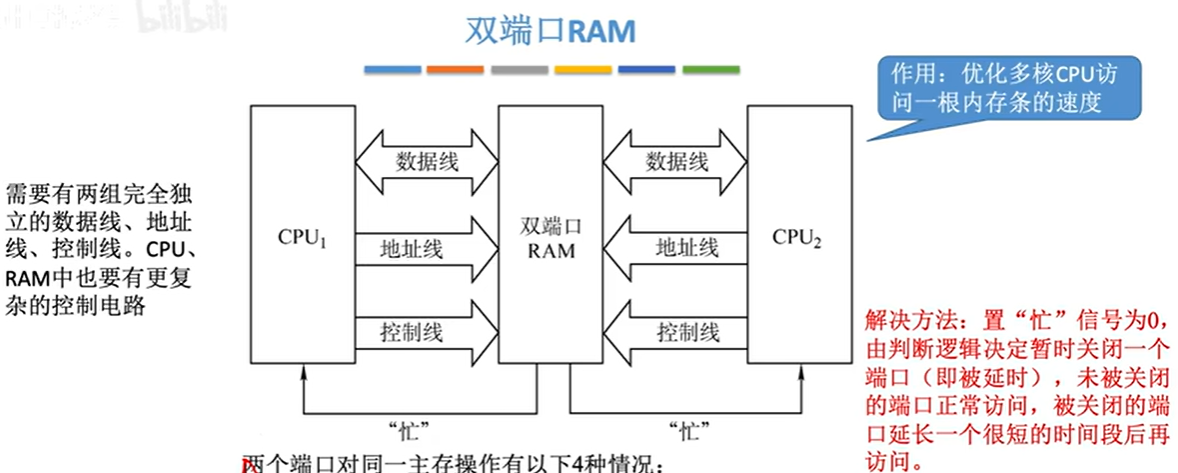 bilibili
双端口RAM
作用：优化多核CPU访
问一根内存条的速度
需要有两组完全独
立的数据线、地址
线、控制线。CPU、
RAM中也要有更复
杂的控制电路
CPU₁
数据线
地址线
控制线
双端口
RAM
数据线
地址线
控制线
CPU₂
“忙”
“忙”
解决方法：置“忙”信号为0，
由判断逻辑决定暂时关闭一个
端口（即被延时），未被关闭
的端口正常访问，被关闭的端
口延长一个很短的时间段后再
访问。
两个端口对同一主存操作有以下4种情况：